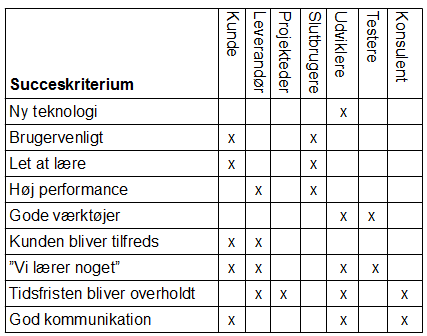 Succeskriterium Kunde Leverandør Projekteder Slutbrugere Udviklere Testere Konsulent
Ny teknologi x
Brugervenligt x x
Let at lære x x
Høj performance x x
Gode værktøjer x x
Kunden bliver tilfreds x x
”Vi lærer noget” x x x x
Tidsfristen bliver overholdt x x x x
God kommunikation x x x